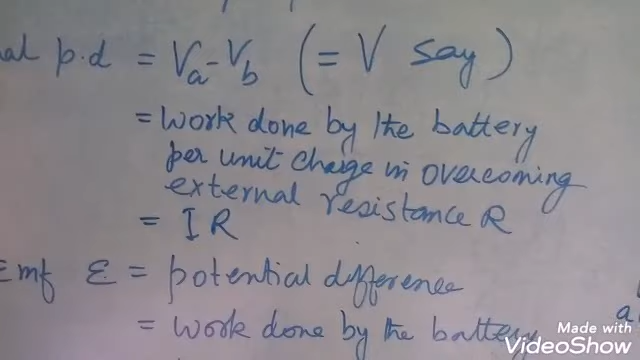 al p.d = Va - Vb (= V say)
= work done by the battery
per unit charge in overcoming
external resistance R
= IR
Emf ε = potential difference
= work done by the battery
a
Made with
VideoShow